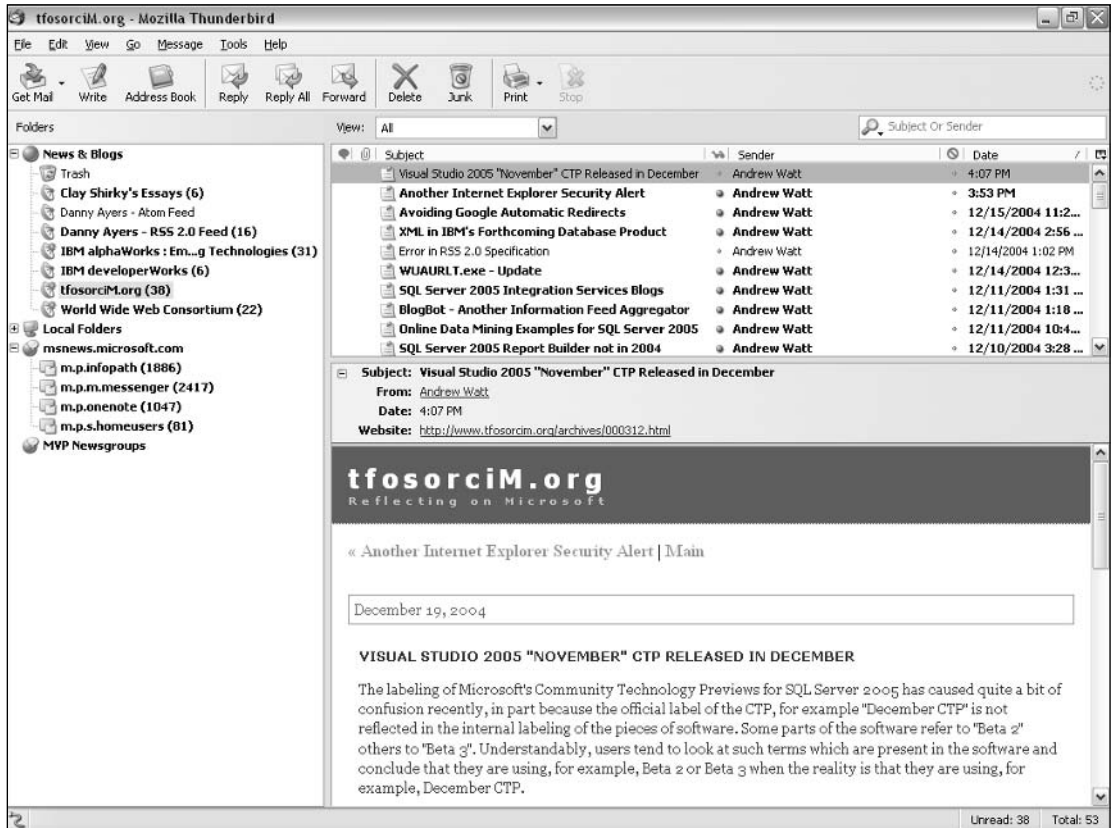 tfosorciM.org - Mozilla Thunderbird
File Edit View Go Message Tools Help
Get Mail Write Address Book Reply Reply All Forward Delete Junk Print Stop
Folders
View: All
Subject Or Sender
News & Blogs
Trash
Clay Shirky's Essays (6)
Danny Ayers - Atom Feed
Danny Ayers - RSS 2.0 Feed (16)
IBM alphaWorks : Em...g Technologies (31)
IBM developerWorks (6)
tfosorciM.org (38)
World Wide Web Consortium (22)
Local Folders
msnews.microsoft.com
m.p.infopath (1886)
m.p.m.messenger (2417)
m.p.onenote (1047)
m.p.s.homeusers (81)
MVP Newsgroups
Subject Sender Date
Visual Studio 2005 "November" CTP Released in December Andrew Watt 4:07 PM
Another Internet Explorer Security Alert Andrew Watt 3:53 PM
Avoiding Google Automatic Redirects Andrew Watt 12/15/2004 11:2...
XML in IBM's Forthcoming Database Product Andrew Watt 12/14/2004 2:56 ...
Error in RSS 2.0 Specification Andrew Watt 12/14/2004 1:02 PM
WUAURLT.exe - Update Andrew Watt 12/14/2004 12:3...
SQL Server 2005 Integration Services Blogs Andrew Watt 12/11/2004 1:31 ...
BlogBot - Another Information Feed Aggregator Andrew Watt 12/11/2004 1:18 ...
Online Data Mining Examples for SQL Server 2005 Andrew Watt 12/11/2004 10:4...
SQL Server 2005 Report Builder not in 2004 Andrew Watt 12/10/2004 3:28 ...
Subject: Visual Studio 2005 "November" CTP Released in December
From: Andrew Watt
Date: 4:07 PM
Website: http://www.tfosorcim.org/archives/000312.html
tfosorciM.org
Reflecting on Microsoft
« Another Internet Explorer Security Alert | Main
December 19, 2004
VISUAL STUDIO 2005 "NOVEMBER" CTP RELEASED IN DECEMBER
The labeling of Microsoft's Community Technology Previews for SQL Server 2005 has caused quite a bit of
confusion recently, in part because the official label of the CTP, for example "December CTP" is not
reflected in the internal labeling of the pieces of software. Some parts of the software refer to "Beta 2"
others to "Beta 3". Understandably, users tend to look at such terms which are present in the software and
conclude that they are using, for example, Beta 2 or Beta 3 when the reality is that they are using, for
example, December CTP.
Unread: 38 Total: 53